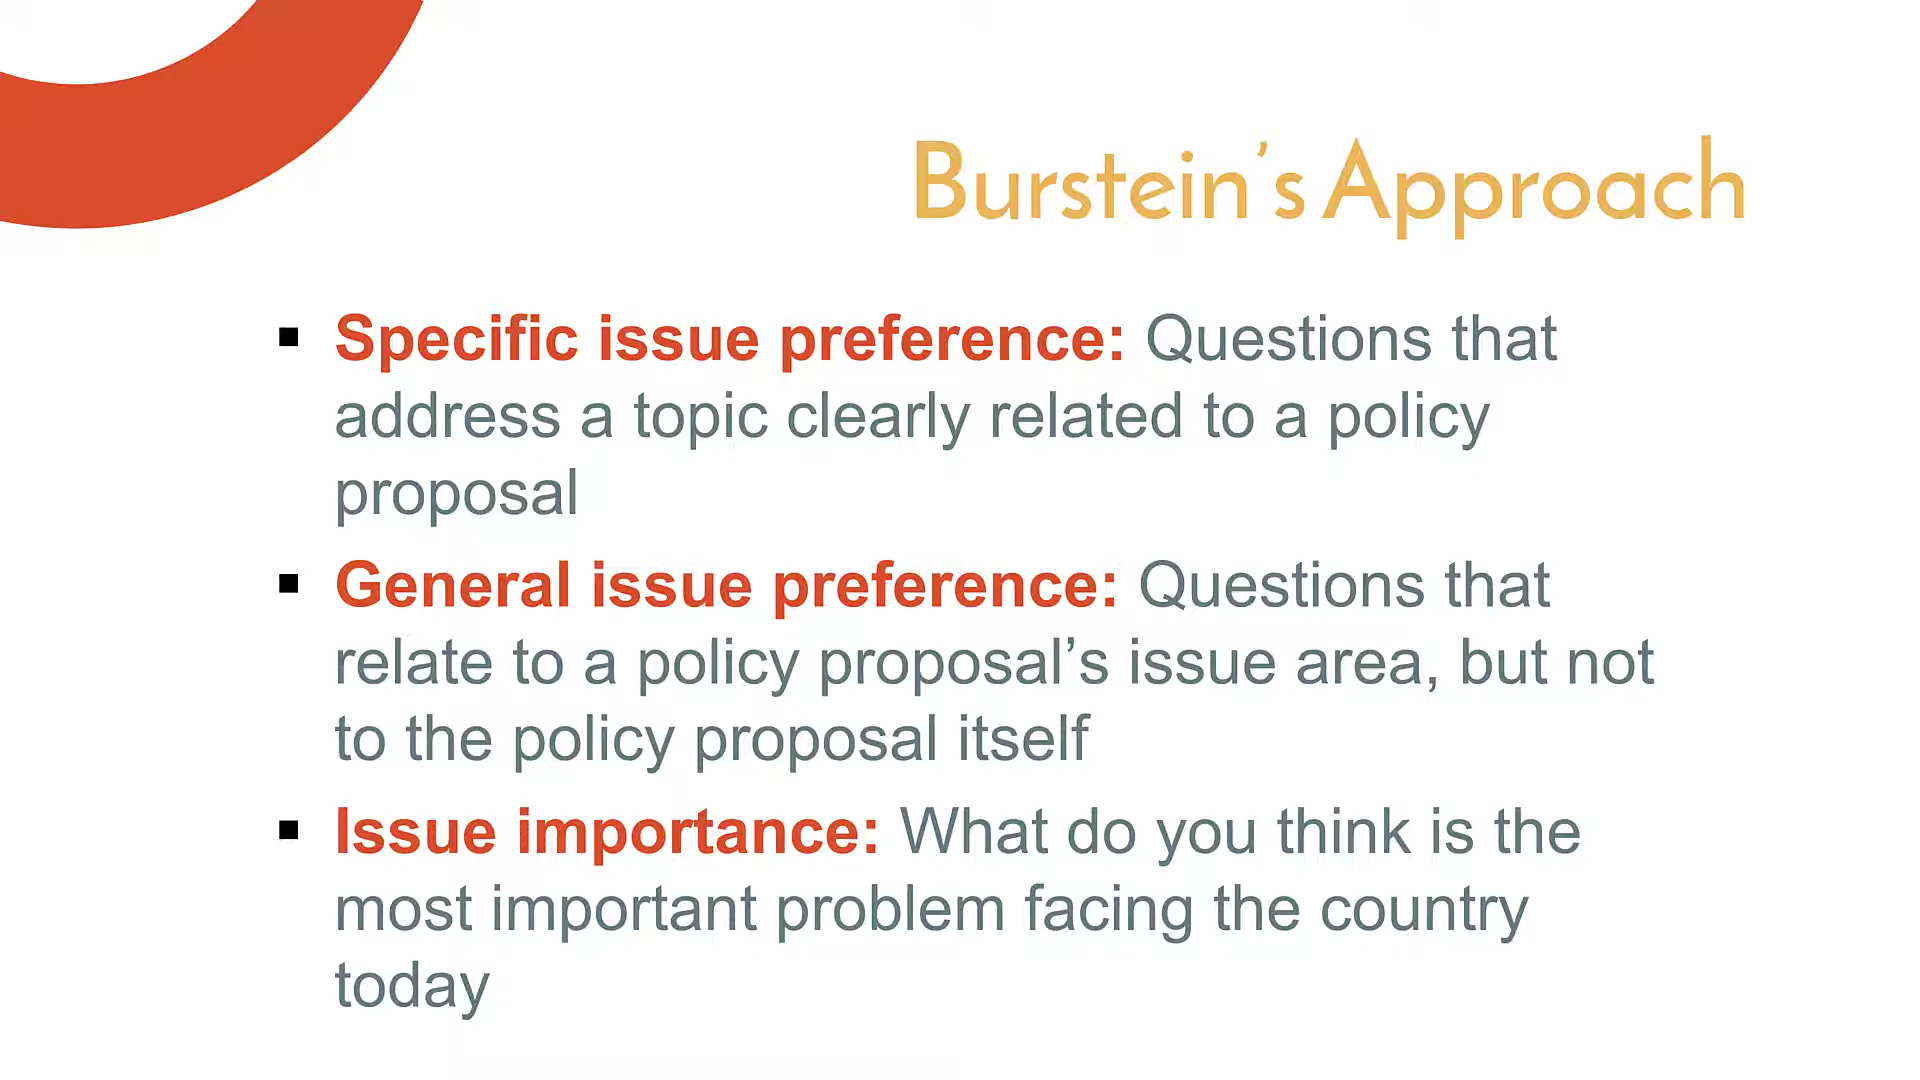 Burstein's Approach
▪ Specific issue preference: Questions that
address a topic clearly related to a policy
proposal
▪ General issue preference: Questions that
relate to a policy proposal’s issue area, but not
to the policy proposal itself
▪ Issue importance: What do you think is the
most important problem facing the country
today